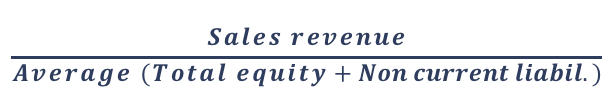 Sales revenue
Average (Total equity + Non current liabil.)